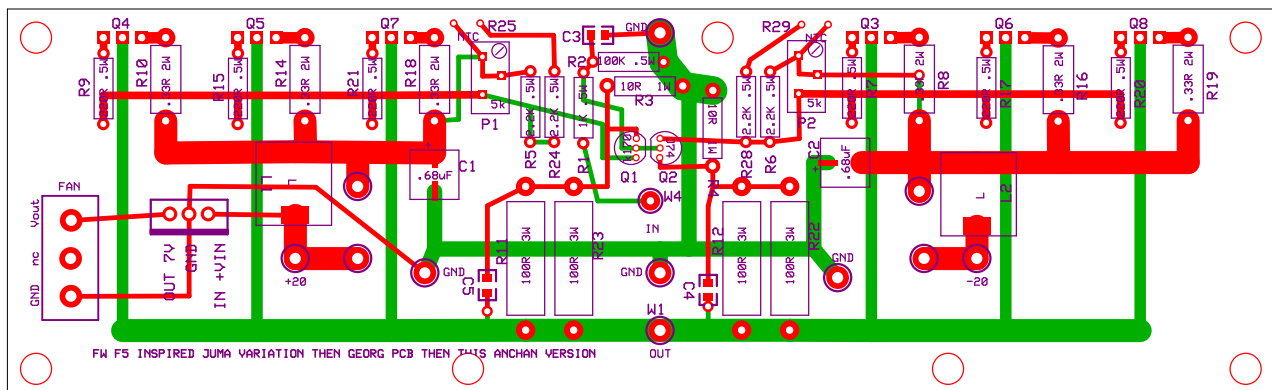 Q4
Q5
Q7
R25
C3
GND
R29
Q3
Q6
Q8
NTC
NTC
R9
R10
.33R 2W
R15
R14
.33R 2W
R21
R18
.33R 2W
5k
P1
R2
100K .5W
10R 1W
R3
10R 1W
R4
2.2K .5W
2.2K .5W
1K .5W
R5
R24
R1
Q1
Q2
2.2K .5W
2.2K .5W
R28
R6
5k
P2
R7
.33R 2W
R8
R17
.33R 2W
R16
R20
.33R 2W
R19
C1
.68uF
C2
.68uF
FAN
Vout
nc
GND
OUT 7V
GND
IN +VIN
L
+20
GND
R11
100R 3W
100R 3W
R23
C5
W4
IN
GND
W1
OUT
R12
100R 3W
100R 3W
R22
C4
GND
L
L2
-20
FW F5 INSPIRED JUMA VARIATION THEN GEORG PCB THEN THIS ANCHAN VERSION